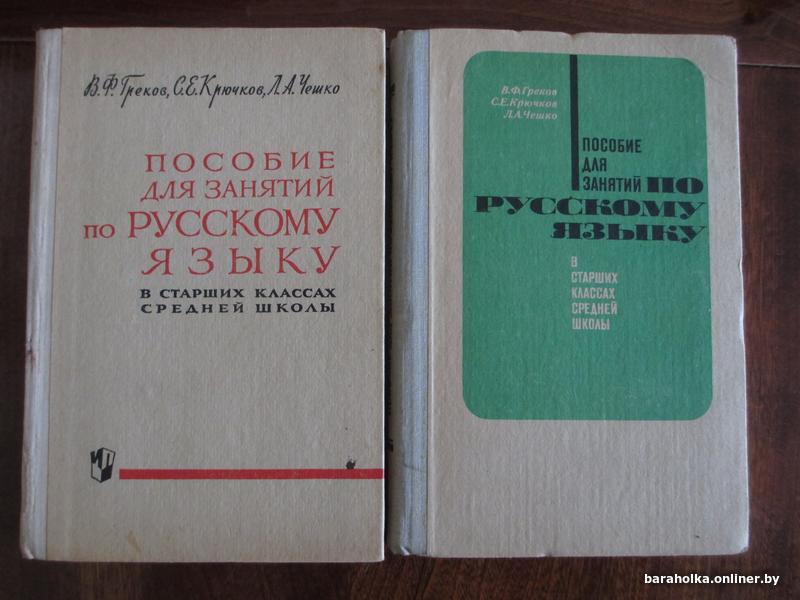 В.Ф.Греков, С.Е.Крючков, Л.А.Чешко
ПОСОБИЕ
ДЛЯ ЗАНЯТИЙ
ПО РУССКОМУ
ЯЗЫКУ
В СТАРШИХ КЛАССАХ
СРЕДНЕЙ ШКОЛЫ
ИП
В.Ф.Греков
С.Е.Крючков
Л.А.Чешко
ПОСОБИЕ
ДЛЯ
ЗАНЯТИЙ ПО
РУССКОМУ
ЯЗЫКУ
В
СТАРШИХ
КЛАССАХ
СРЕДНЕЙ
ШКОЛЫ
baraholka.onliner.by